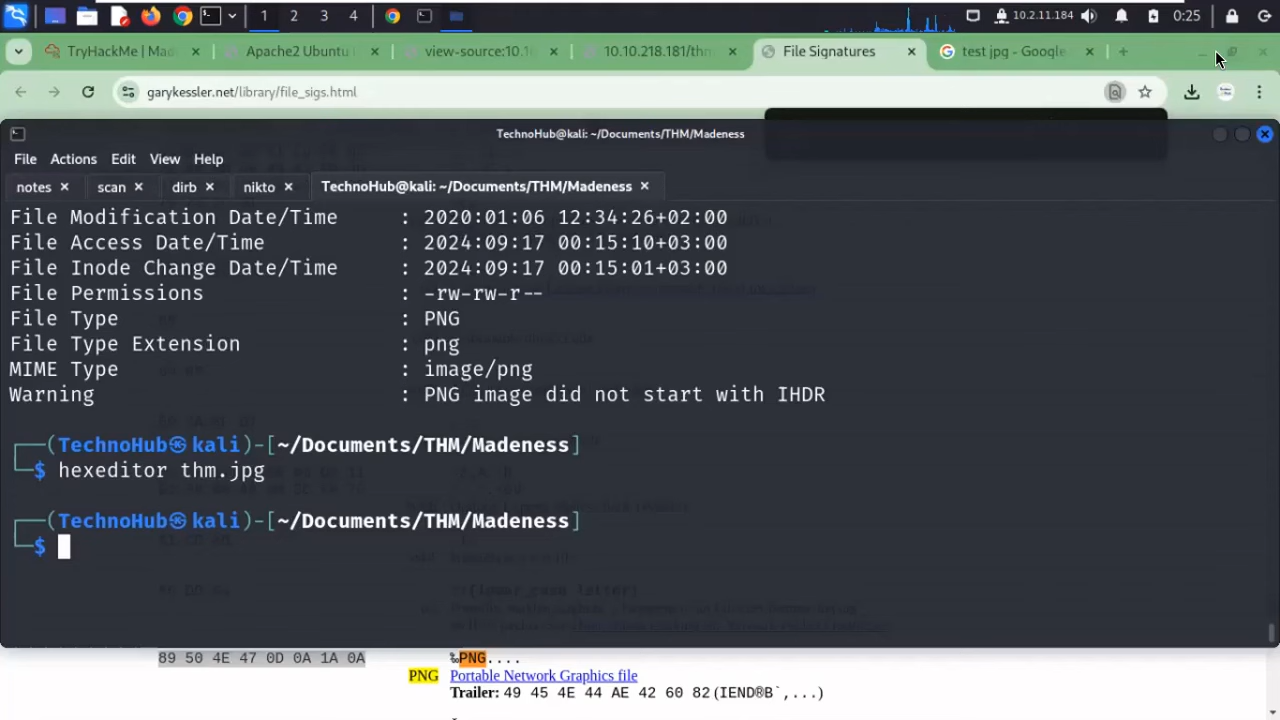 1 2 3 4 10.2.11.184 0:25
TryHackMe | Mad
Apache2 Ubuntu
view-source:10.1
10.10.218.181/thm
File Signatures
test jpg - Google
garykessler.net/library/file_sigs.html
TechnoHub@kali: ~/Documents/THM/Madeness
File Actions Edit View Help
notes scan dirb nikto TechnoHub@kali: ~/Documents/THM/Madeness
File Modification Date/Time : 2020:01:06 12:34:26+02:00
File Access Date/Time : 2024:09:17 00:15:10+03:00
File Inode Change Date/Time : 2024:09:17 00:15:01+03:00
File Permissions : -rw-rw-r--
File Type : PNG
File Type Extension : png
MIME Type : image/png
Warning : PNG image did not start with IHDR
┌──(TechnoHub㉿kali)-[~/Documents/THM/Madeness]
└─$ hexeditor thm.jpg
┌──(TechnoHub㉿kali)-[~/Documents/THM/Madeness]
└─$
89 50 4E 47 0D 0A 1A 0A ‰PNG....
PNG Portable Network Graphics file
Trailer: 49 45 4E 44 AE 42 60 82 (IEND®B`‚...)